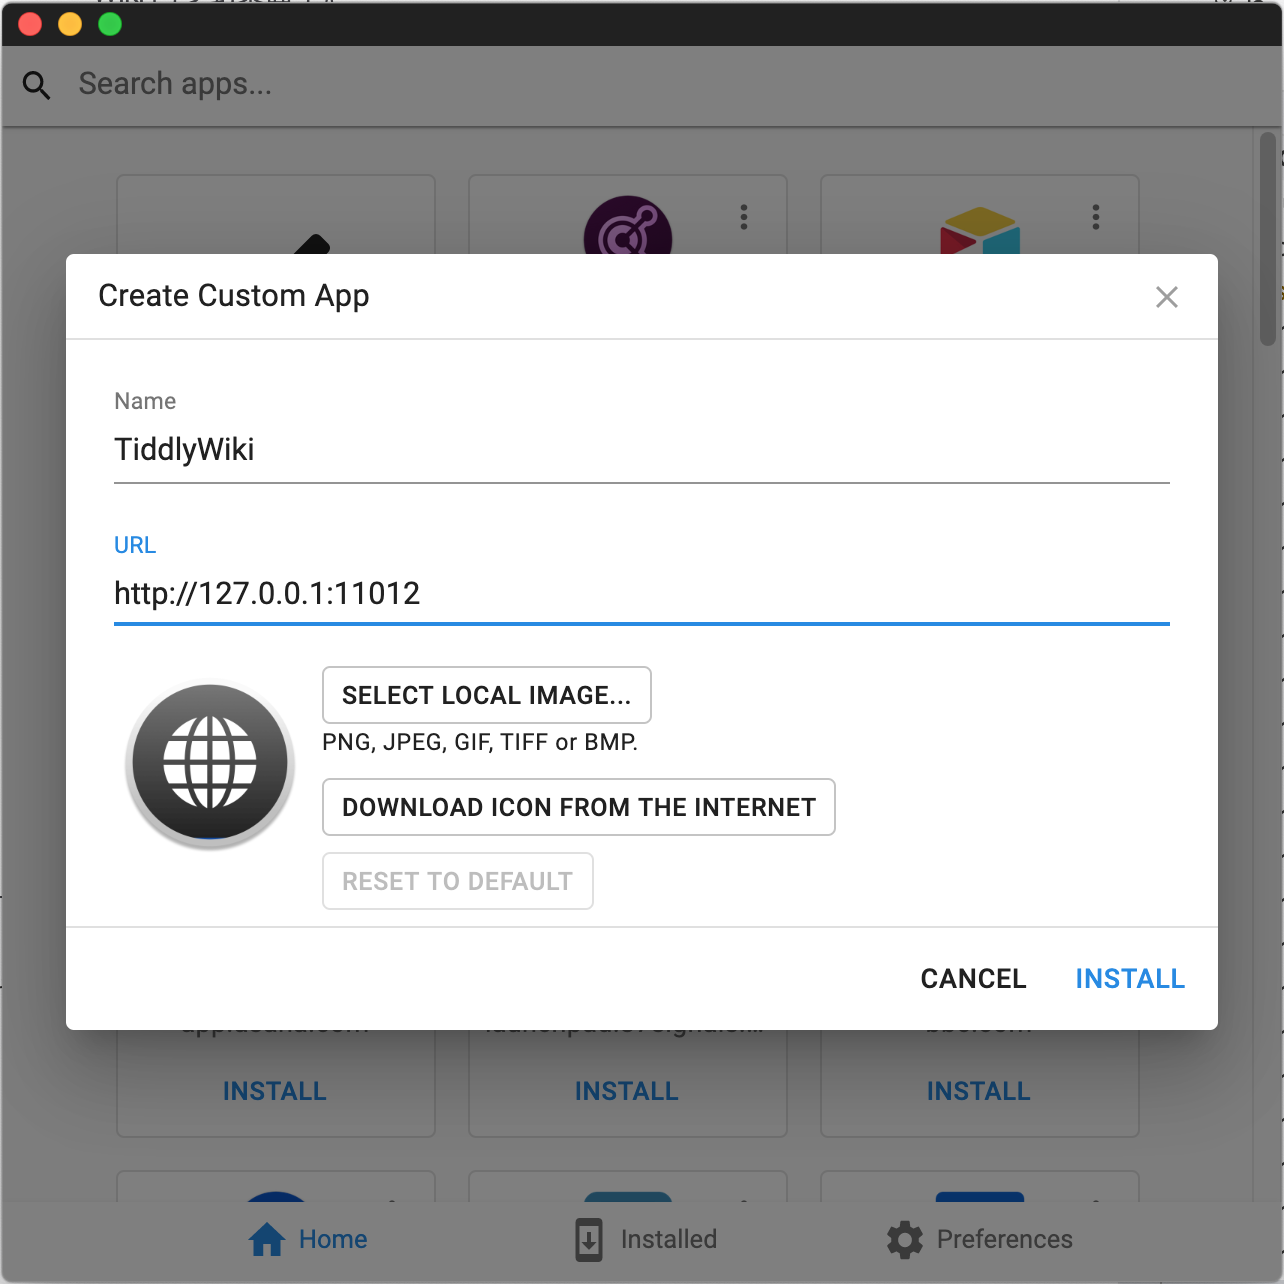 Search apps...
Create Custom App
Name
TiddlyWiki
URL
http://127.0.0.1:11012
SELECT LOCAL IMAGE...
PNG, JPEG, GIF, TIFF or BMP.
DOWNLOAD ICON FROM THE INTERNET
RESET TO DEFAULT
CANCEL INSTALL
INSTALL INSTALL INSTALL
Home Installed Preferences